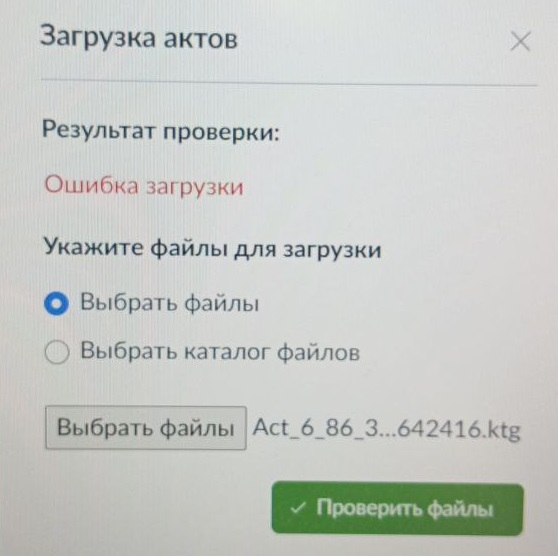 Загрузка актов
Результат проверки:
Ошибка загрузки
Укажите файлы для загрузки
Выбрать файлы
Выбрать каталог файлов
Выбрать файлы Act_6_86_3...642416.ktg
Проверить файлы